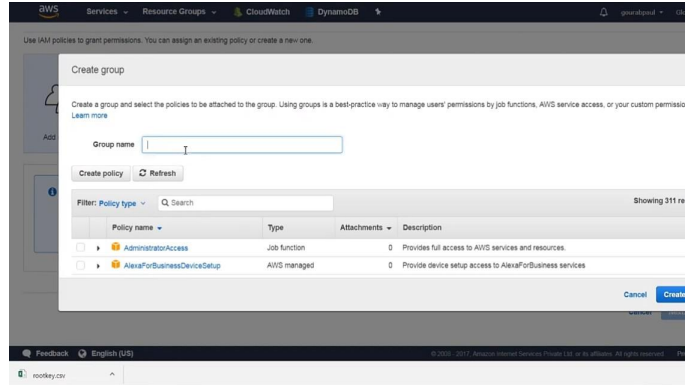 aws Services Resource Groups CloudWatch DynamoDB gourabpaul
Use IAM policies to grant permissions. You can assign an existing policy or create a new one.
Create group
Create a group and select the policies to be attached to the group. Using groups is a best-practice way to manage users' permissions by job functions, AWS service access, or your custom permissio
Learn more
Add
Group name
Create policy Refresh
Filter: Policy type Search Showing 311 re
Policy name Type Attachments Description
AdministratorAccess Job function 0 Provides full access to AWS services and resources.
AlexaForBusinessDeviceSetup AWS managed 0 Provide device setup access to AlexaForBusiness services
Cancel Create
Cancel
Feedback English (US) © 2008 - 2017, Amazon Internet Services Private Ltd. or its affiliates. All rights reserved.
rootkey.csv